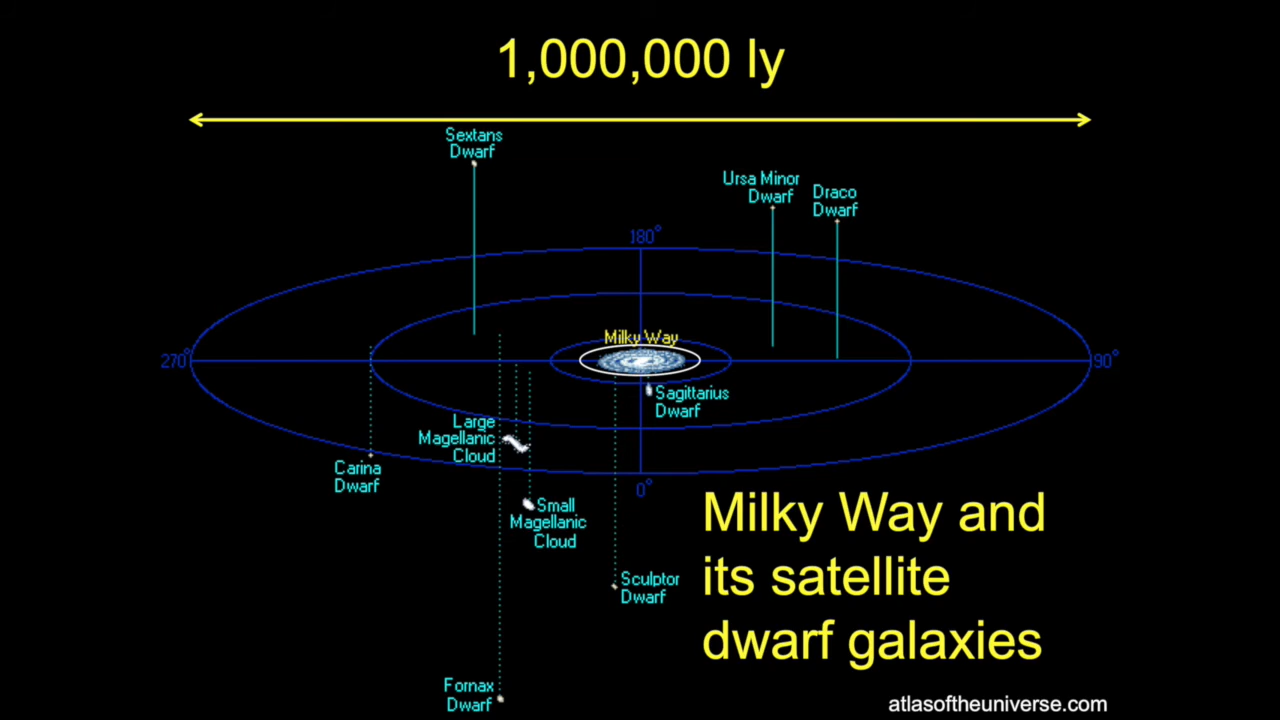 1,000,000 ly
Sextans
Dwarf
Ursa Minor
Dwarf
Draco
Dwarf
180°
Milky Way
270°
90°
Sagittarius
Dwarf
Large
Magellanic
Cloud
Carina
Dwarf
0°
Small
Magellanic
Cloud
Sculptor
Dwarf
Fornax
Dwarf
Milky Way and
its satellite
dwarf galaxies
atlasoftheuniverse.com